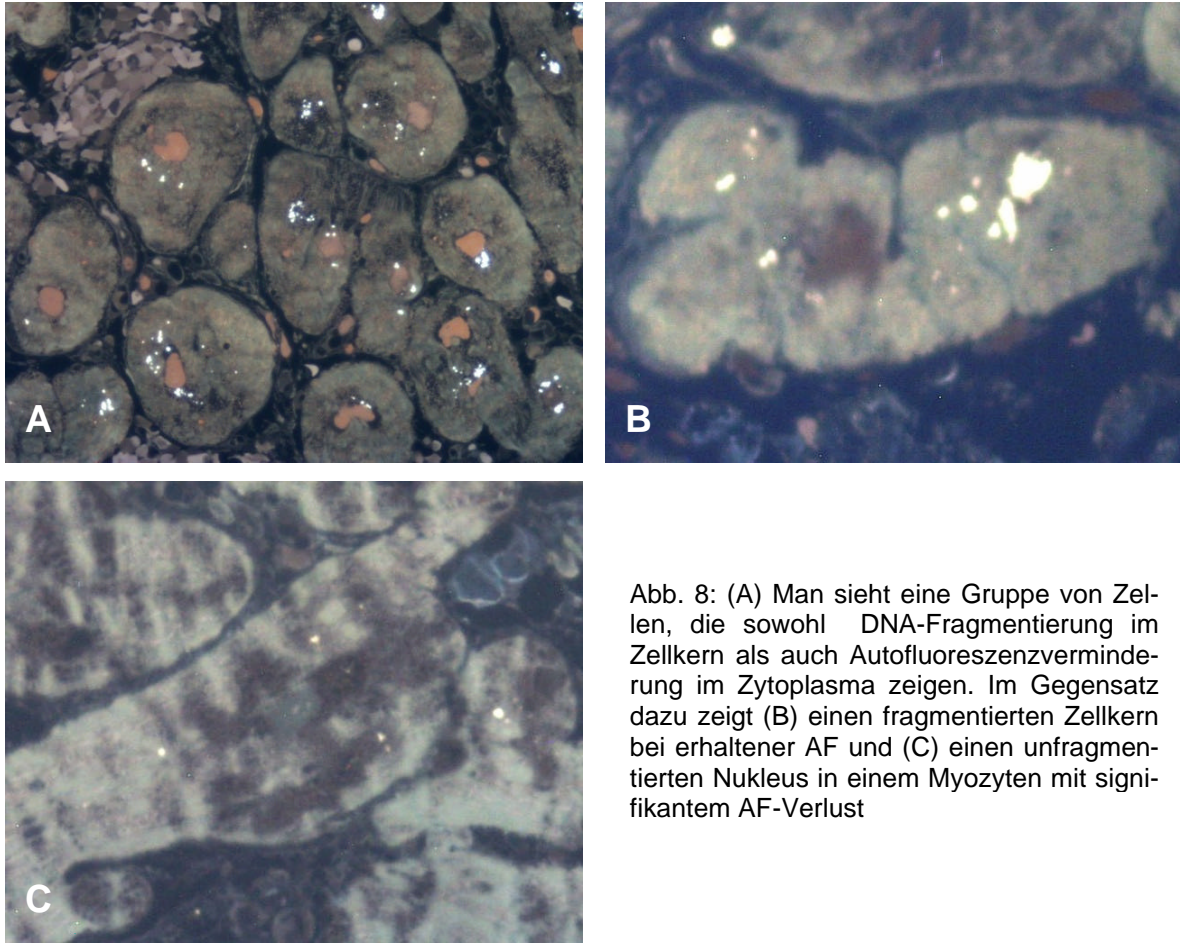 A
B
C
Abb. 8: (A) Man sieht eine Gruppe von Zel-
len, die sowohl DNA-Fragmentierung im
Zellkern als auch Autofluoreszenzverminde-
rung im Zytoplasma zeigen. Im Gegensatz
dazu zeigt (B) einen fragmentierten Zellkern
bei erhaltener AF und (C) einen unfragmen-
tierten Nukleus in einem Myozyten mit signi-
fikantem AF-Verlust